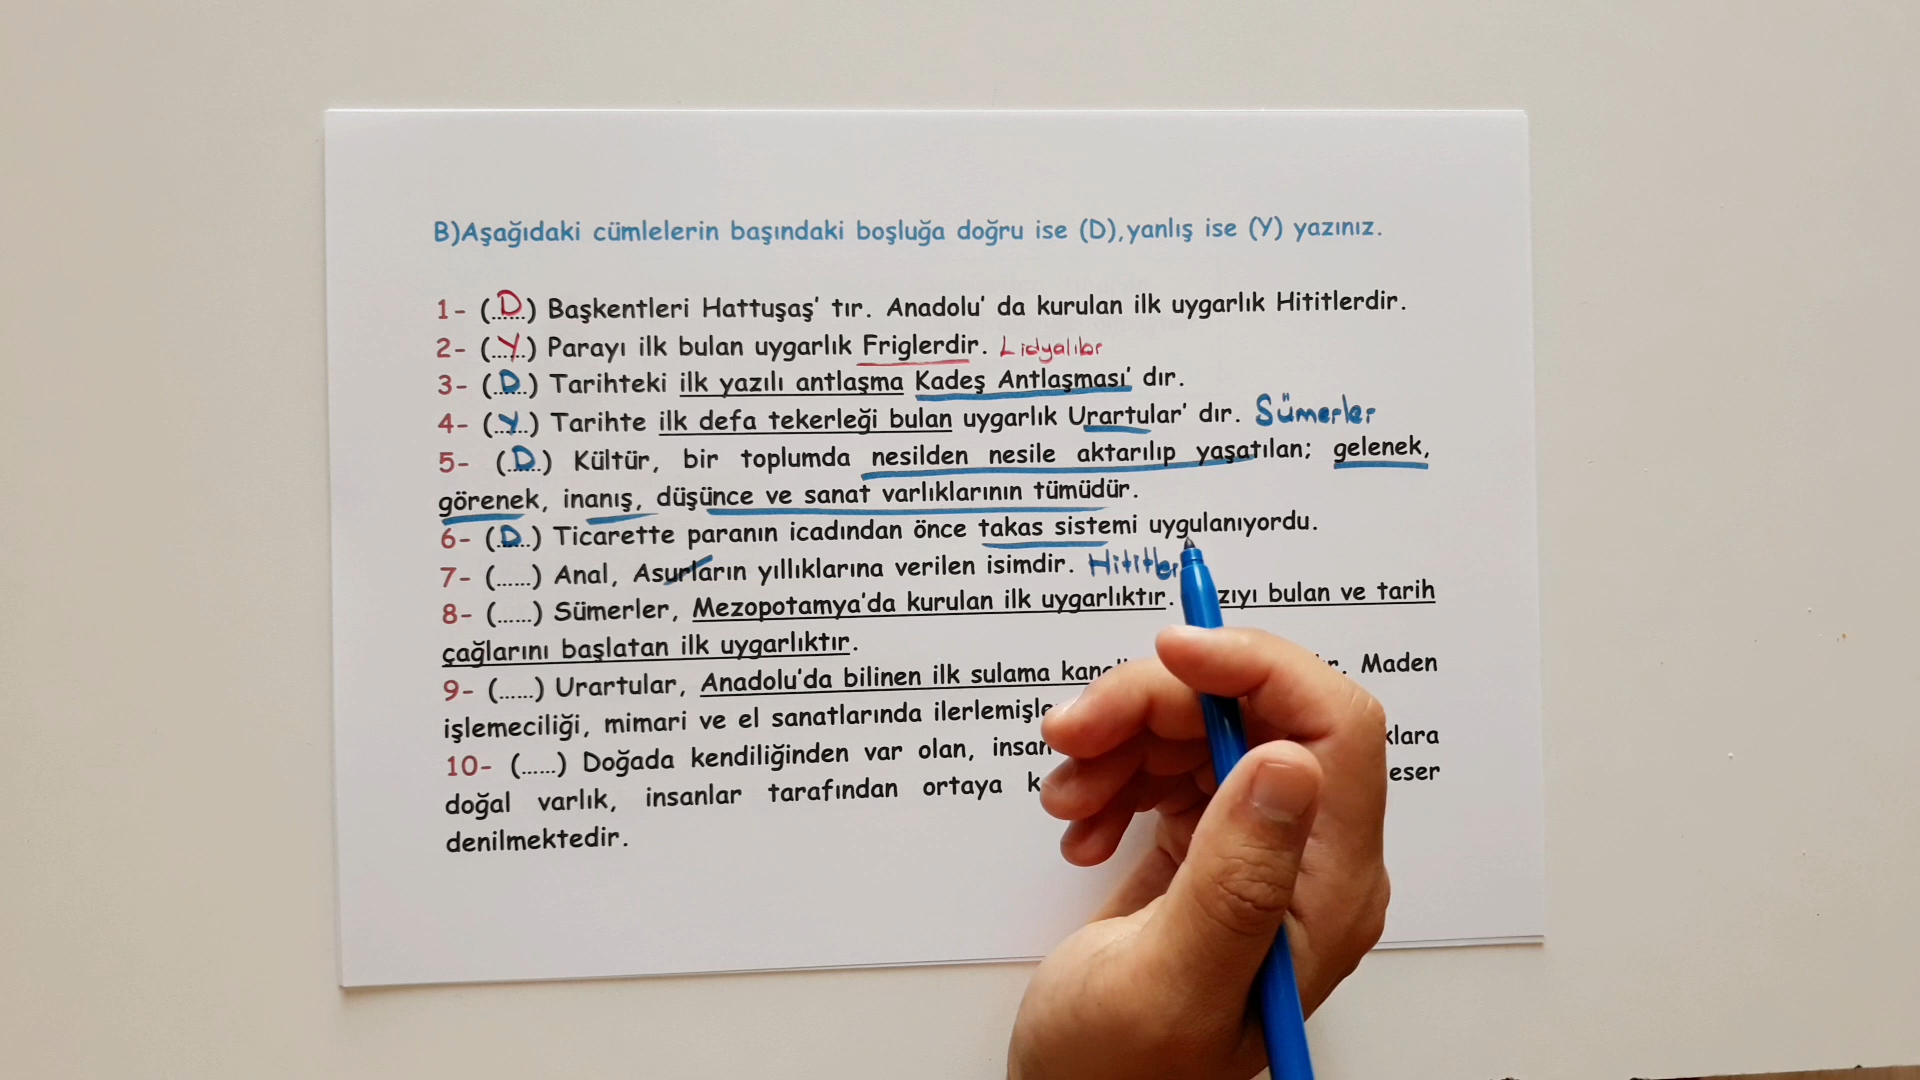 B)Aşağıdaki cümlelerin başındaki boşluğa doğru ise (D),yanlış ise (Y) yazınız.
1- (D) Başkentleri Hattuşaş' tır. Anadolu' da kurulan ilk uygarlık Hititlerdir.
2- (Y) Parayı ilk bulan uygarlık Friglerdir. Lidyalılar
3- (D) Tarihteki ilk yazılı antlaşma Kadeş Antlaşması' dır.
4- (Y) Tarihte ilk defa tekerleği bulan uygarlık Urartular' dır. Sümerler
5- (D) Kültür, bir toplumda nesilden nesile aktarılıp yaşatılan; gelenek,
görenek, inanış, düşünce ve sanat varlıklarının tümüdür.
6- (D) Ticarette paranın icadından önce takas sistemi uygulanıyordu.
7- (......) Anal, Asurların yıllıklarına verilen isimdir. Hititler
8- (......) Sümerler, Mezopotamya'da kurulan ilk uygarlıktır. bulan ve tarih
çağlarını başlatan ilk uygarlıktır.
9- (......) Urartular, Anadolu'da bilinen ilk sulama Maden
işlemeciliği, mimari ve el sanatlarında
10- (......) Doğada kendiliğinden var olan,
doğal varlık, insanlar tarafından ortaya eser
denilmektedir.